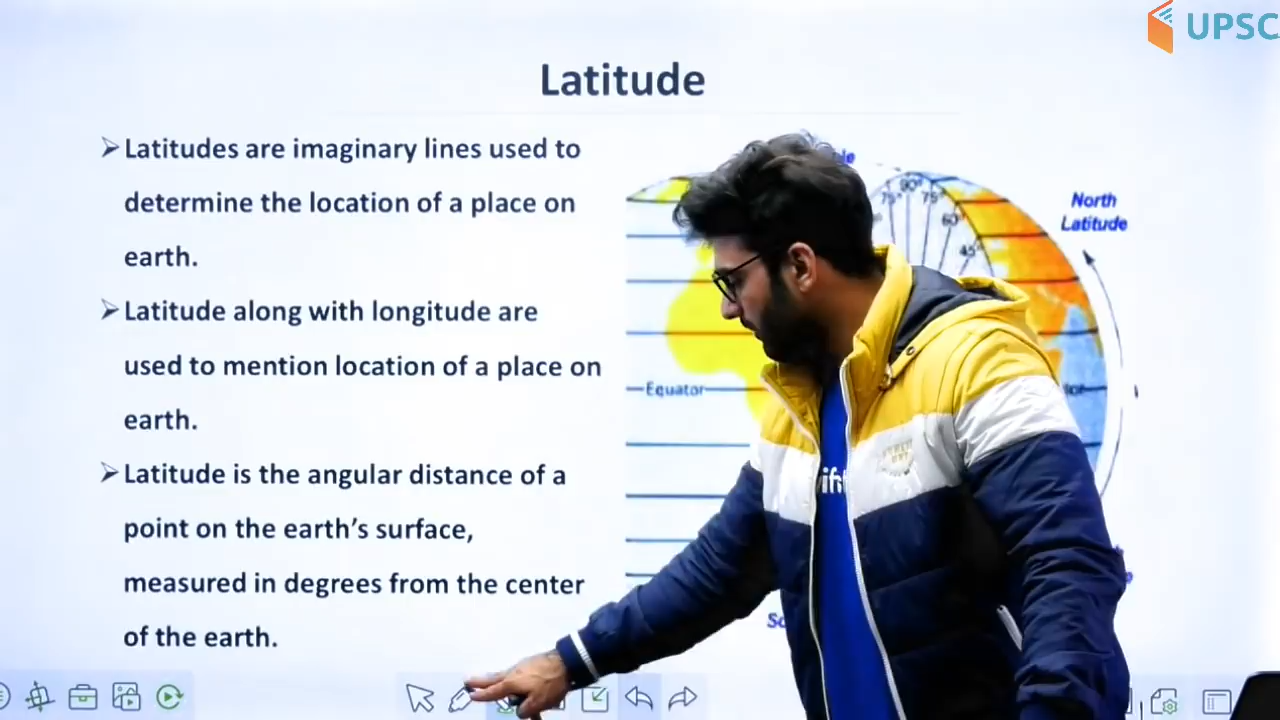 UPSC
Latitude
➢Latitudes are imaginary lines used to
determine the location of a place on
earth.
➢Latitude along with longitude are
used to mention location of a place on
earth.
➢Latitude is the angular distance of a
point on the earth’s surface,
measured in degrees from the center
of the earth.
90°
75°
75°
60°
45°
North
Latitude
Equator